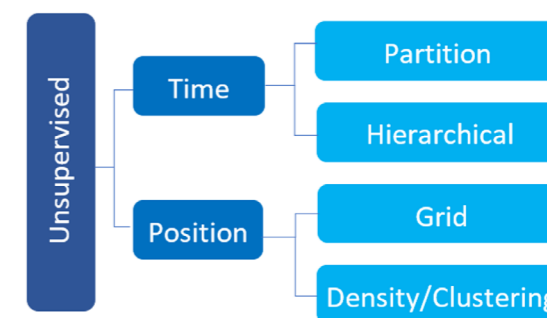 Unsupervised
Time
Partition
Hierarchical
Position
Grid
Density/Clustering